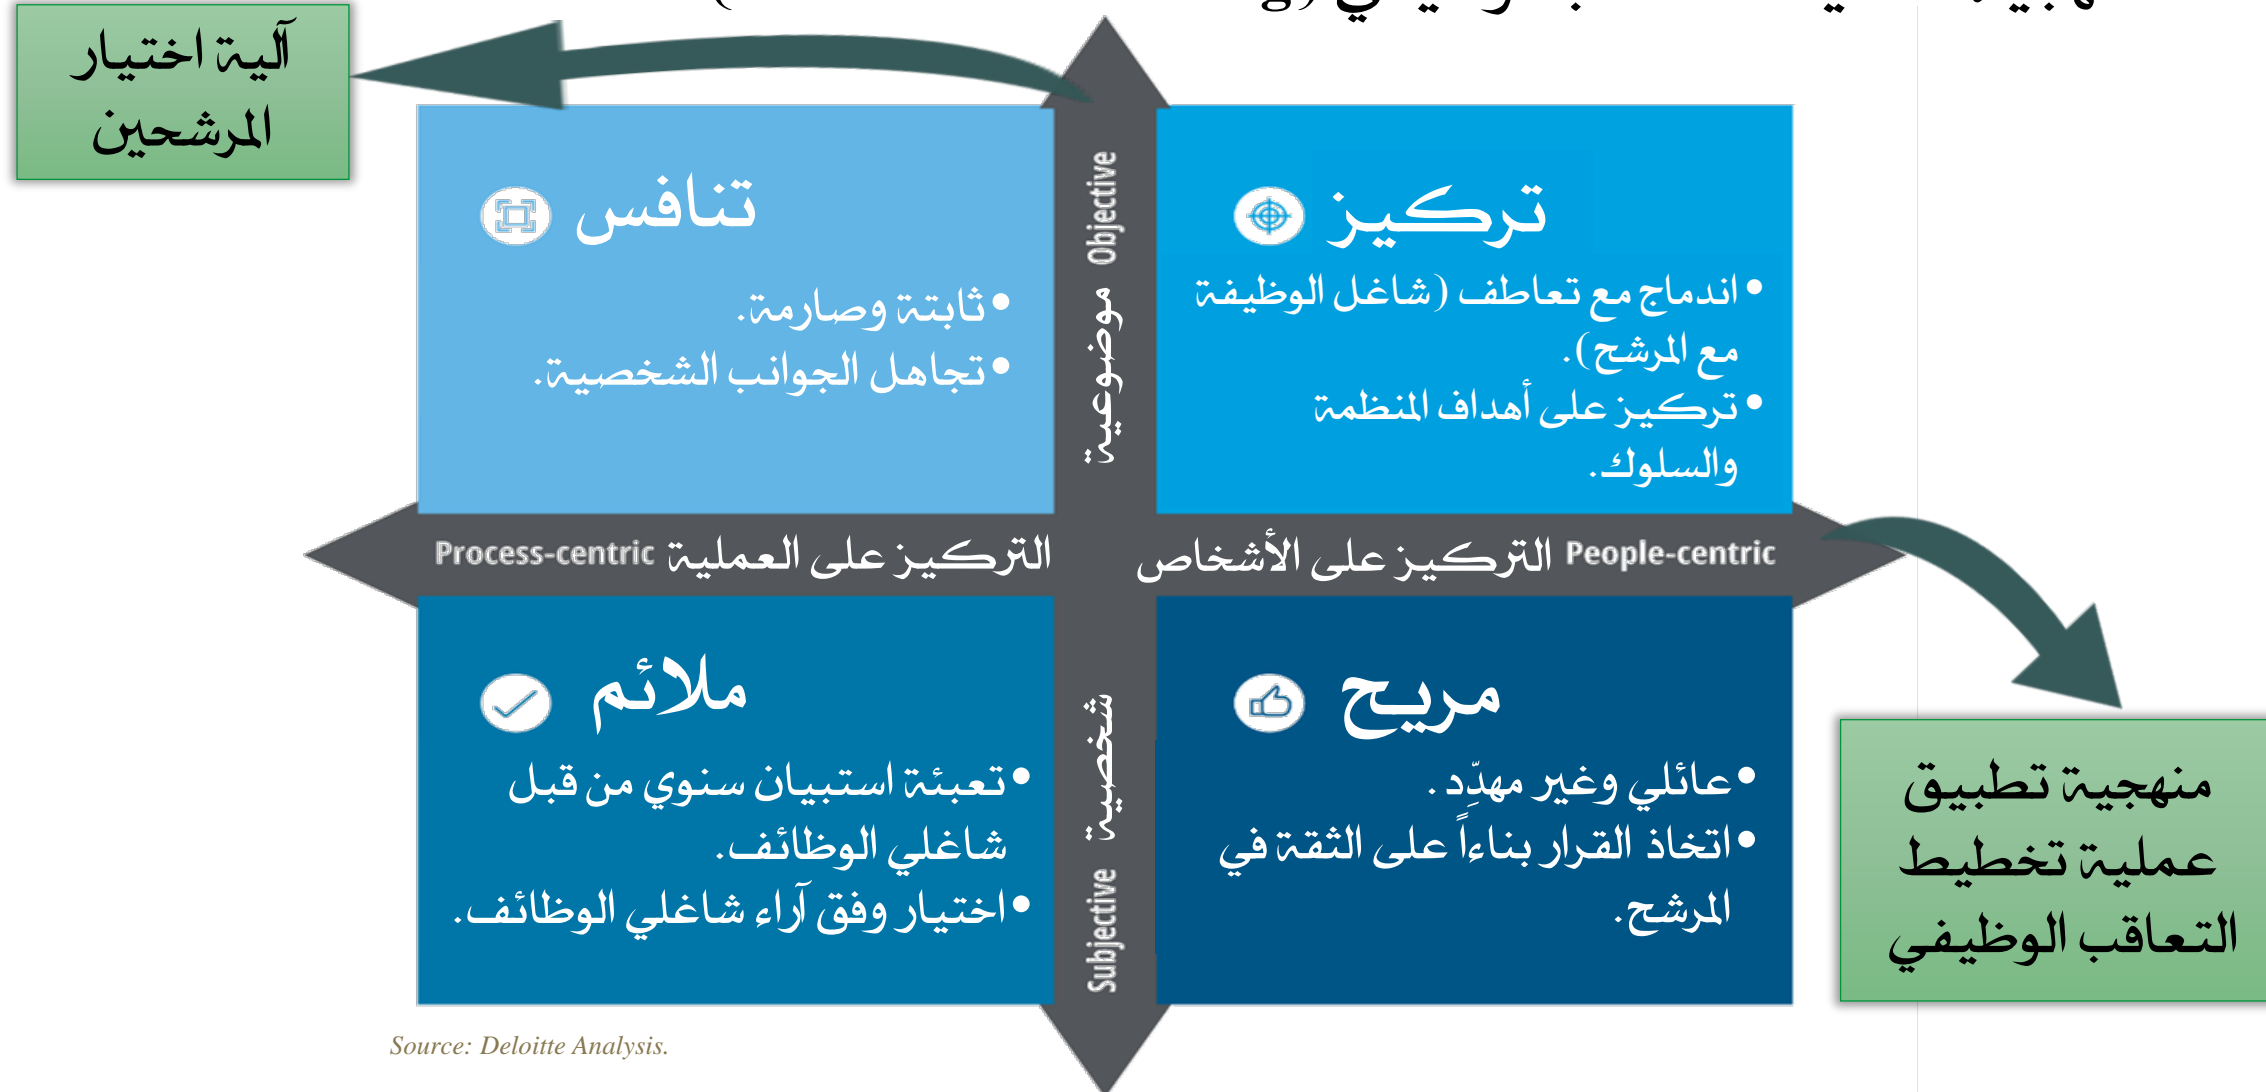 آلية اختيار
المرشحين
تركيز
• اندماج مع تعاطف (شاغل الوظيفة
مع المرشح).
• تركيز على أهداف المنظمة
والسلوك.
تنافس
• ثابتة وصارمة.
• تجاهل الجوانب الشخصية.
موضوعية Objective
التركيز على الأشخاص People-centric
التركيز على العملية Process-centric
مريح
• عائلي وغير مهدِّد .
• اتخاذ القرار بناءاً على الثقة في
المرشح.
ملائم
• تعبئة استبيان سنوي من قبل
شاغلي الوظائف.
• اختيار وفق آراء شاغلي الوظائف.
شخصية Subjective
منهجية تطبيق
عملية تخطيط
التعاقب الوظيفي
Source: Deloitte Analysis.